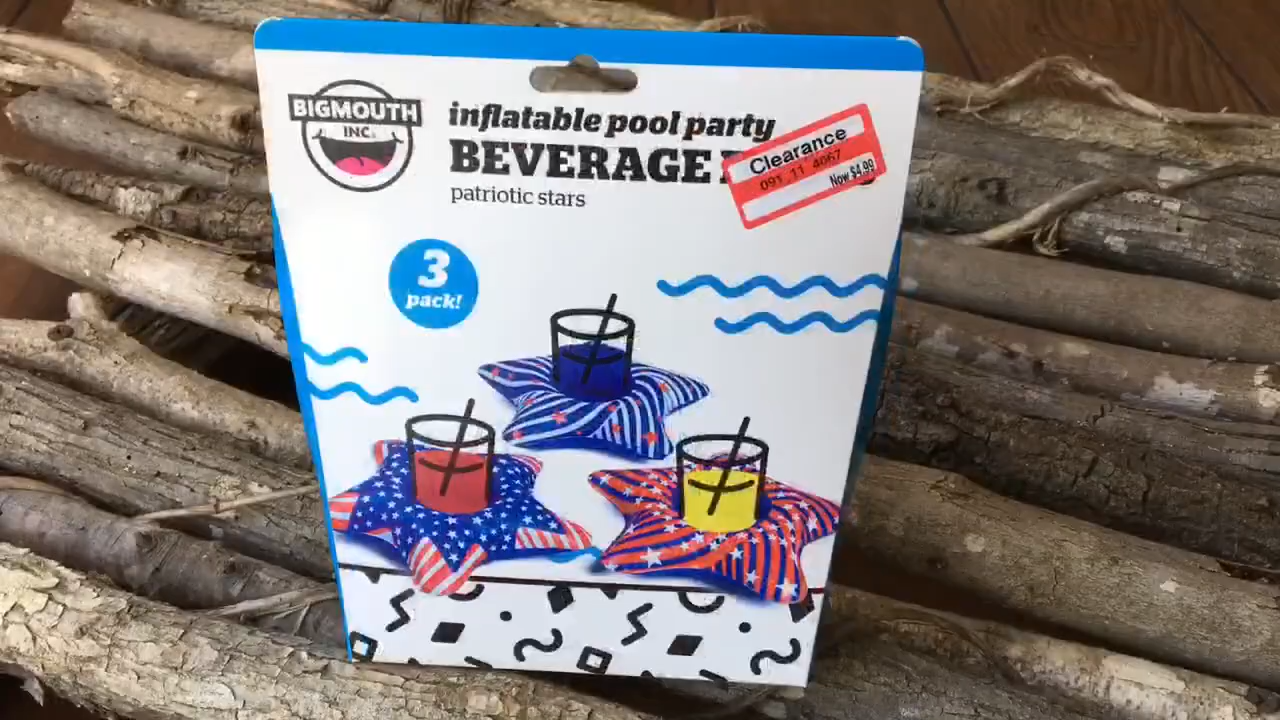 BIGMOUTH
INC.
inflatable pool party
BEVERAGE
patriotic stars
Clearance
091 11 4067
Now $4.99
3
pack!